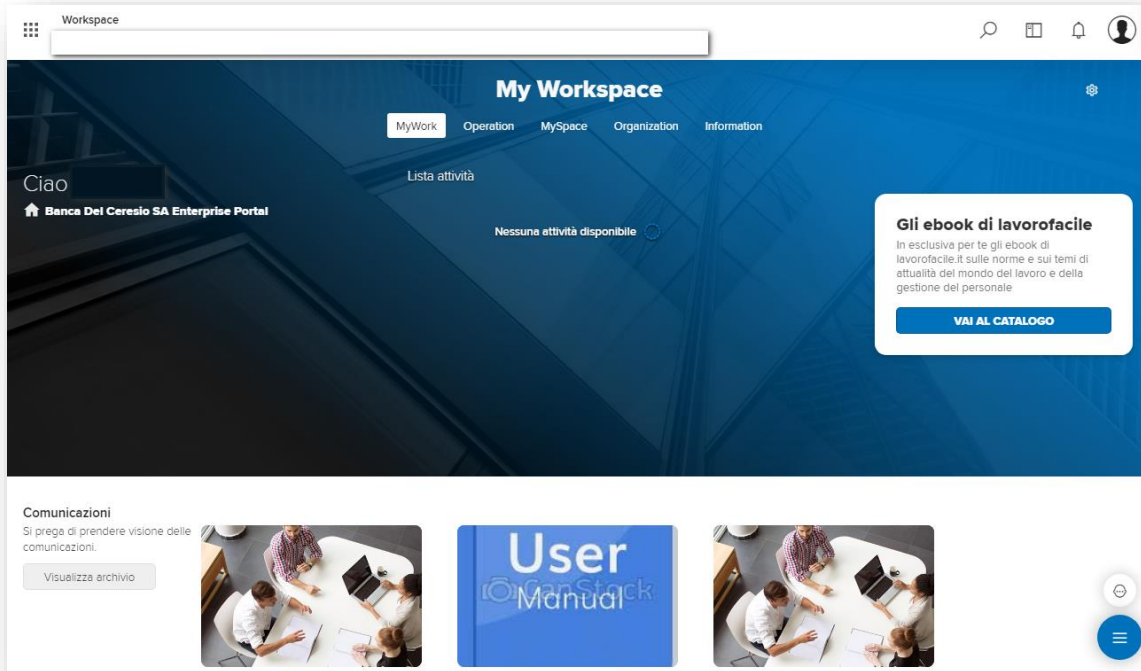 Workspace
My Workspace
MyWork Operation MySpace Organization Information
Lista attività
Ciao
Banca Del Ceresio SA Enterprise Portal
Nessuna attività disponibile
Gli ebook di lavorofacile
In esclusiva per te gli ebook di
lavorofacile.it sulle norme e sui temi di
attualità del mondo del lavoro e della
gestione del personale
VAI AL CATALOGO
Comunicazioni
Si prega di prendere visione delle
comunicazioni.
Visualizza archivio
User
CanStock
Manual